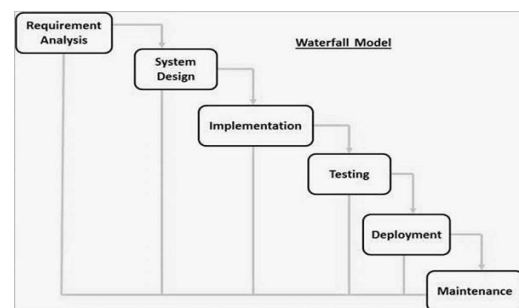 Requirement
Analysis
Waterfall Model
System
Design
Implementation
Testing
Deployment
Maintenance